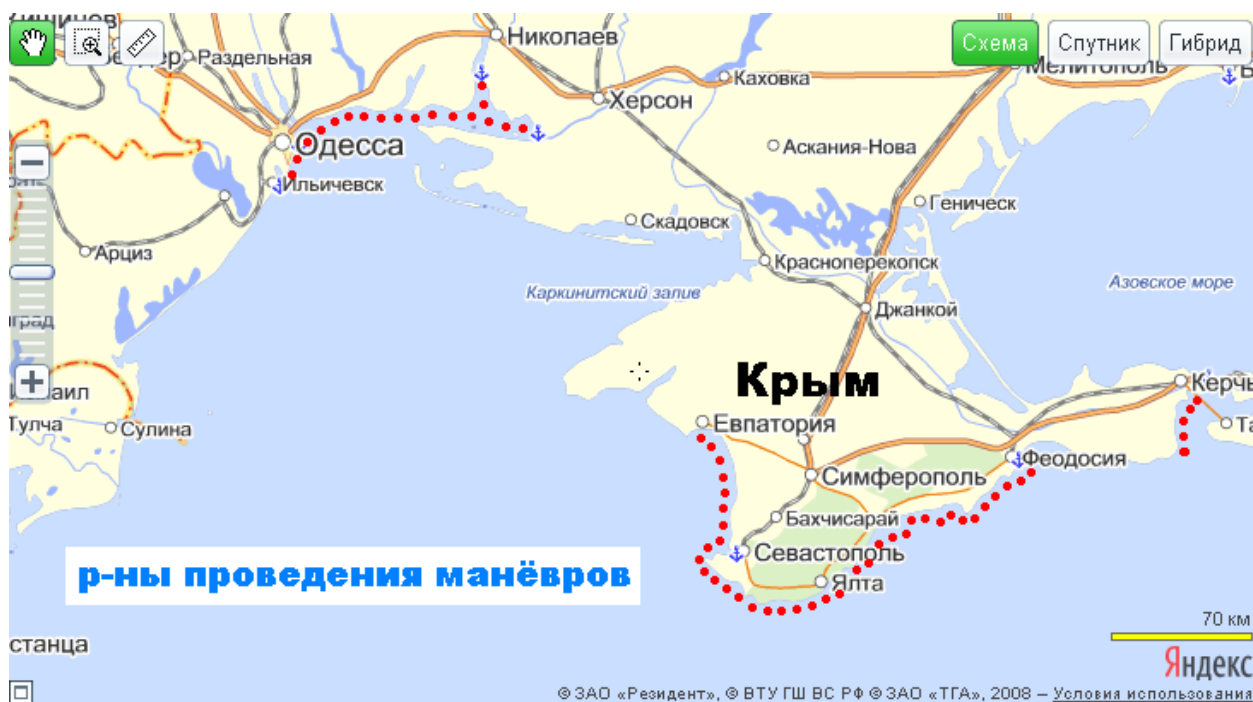 Николаев
Схема
Спутник
Гибрид
Раздельная
Каховка
Мелитополь
Херсон
Одесса
Аскания-Нова
Ильичевск
Геническ
Скадовск
Арциз
Красноперекопск
Каркинитский залив
Азовское море
Джанкой
Крым
Керчь
Евпатория
Тулча
Сулина
Феодосия
Симферополь
Бахчисарай
Севастополь
р-ны проведения манёвров
Ялта
70 км
станца
Яндекс
© ЗАО «Резидент», © ВТУ ГШ ВС РФ © ЗАО «ТГА», 2008 – Условия использования